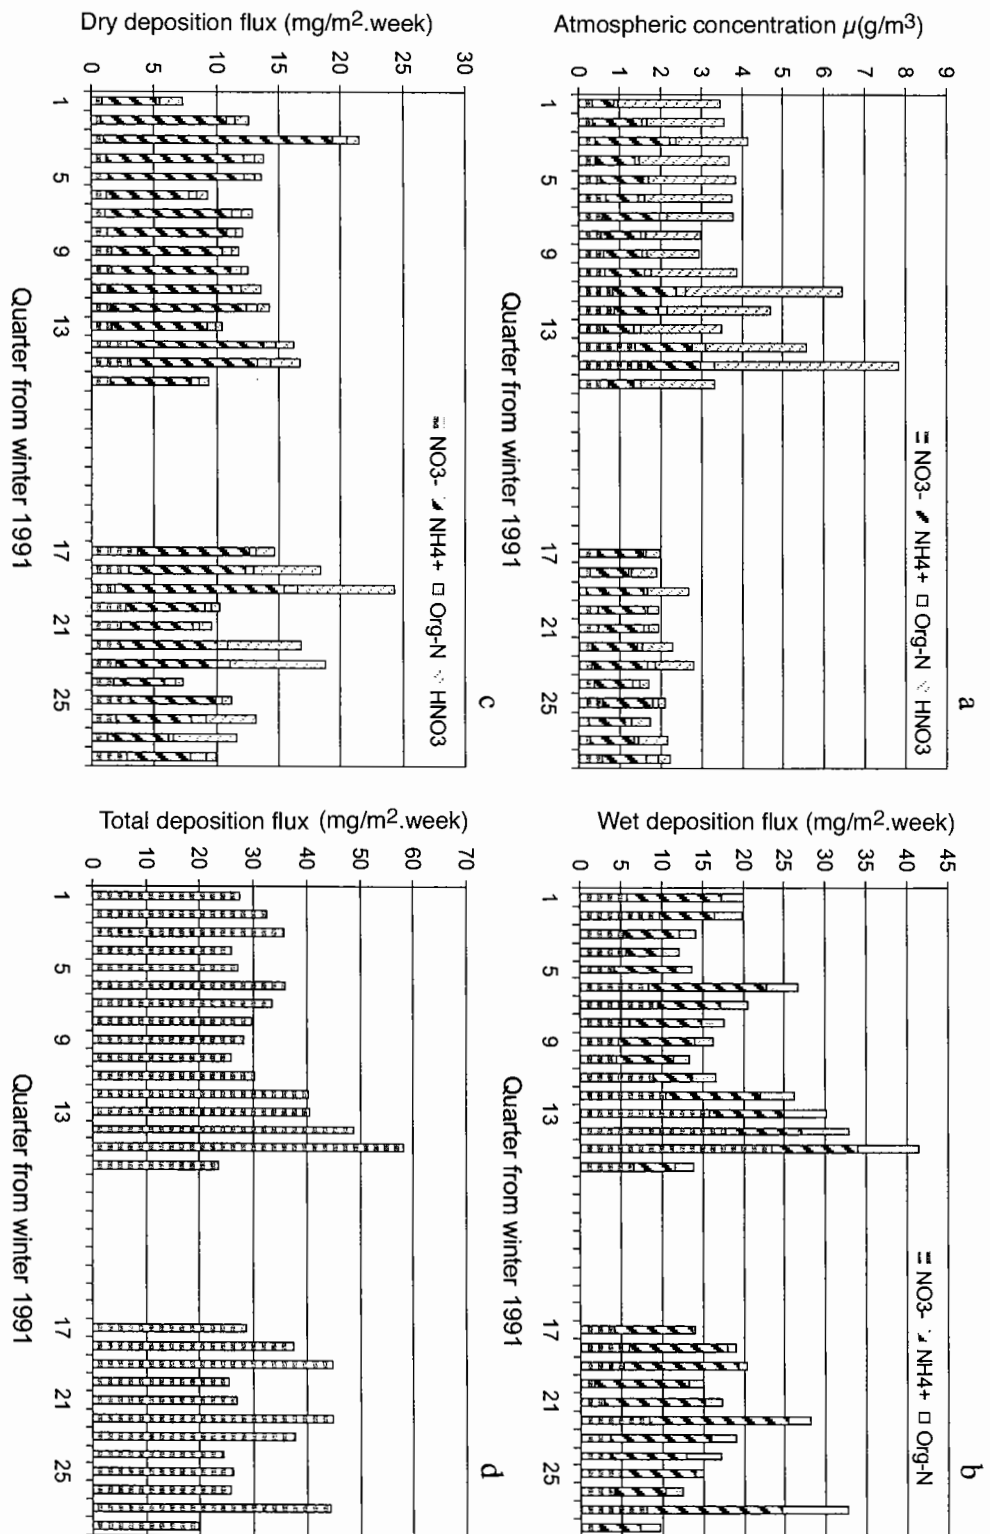 a
Atmospheric concentration µ(g/m³)
9
8
7
6
5
4
3
2
1
0
NO3- NH4+ Org-N HNO3
1 5 9 13 17 21 25
Quarter from winter 1991
b
Wet deposition flux (mg/m².week)
45
40
35
30
25
20
15
10
5
0
NO3- NH4+ Org-N
1 5 9 13 17 21 25
Quarter from winter 1991
c
Dry deposition flux (mg/m².week)
30
25
20
15
10
5
0
NO3- NH4+ Org-N HNO3
1 5 9 13 17 21 25
Quarter from winter 1991
d
Total deposition flux (mg/m².week)
70
60
50
40
30
20
10
0
1 5 9 13 17 21 25
Quarter from winter 1991